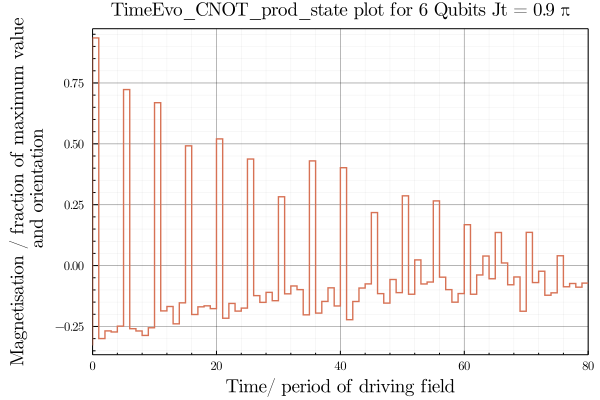 TimeEvo_CNOT_prod_state plot for 6 Qubits Jt = 0.9 π
Magnetisation / fraction of maximum value
and orientation
0.75
0.50
0.25
0.00
−0.25
0 20 40 60 80
Time/ period of driving field